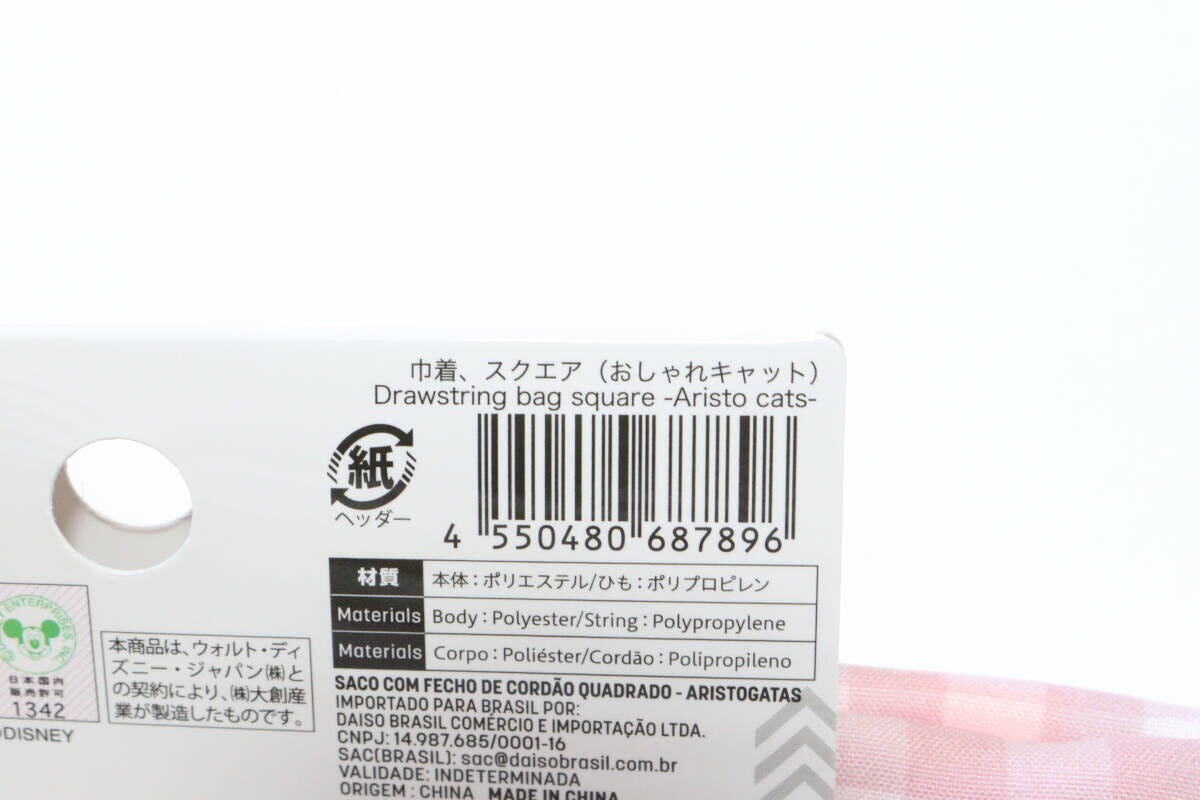 巾着、スクエア（おしゃれキャット）
Drawstring bag square -Aristo cats-
紙
ヘッダー
4 550480 687896
材質 本体：ポリエステル/ひも：ポリプロピレン
Materials Body：Polyester/String：Polypropylene
Materials Corpo：Poliéster/Cordão：Polipropileno
ENTERPRISES, INC
日本国内
販売許可
1342
DISNEY
本商品は、ウォルト・ディ
ズニー・ジャパン㈱と
の契約により、㈱大創産
業が製造したものです。
SACO COM FECHO DE CORDÃO QUADRADO - ARISTOGATAS
IMPORTADO PARA BRASIL POR:
DAISO BRASIL COMÉRCIO E IMPORTAÇÃO LTDA.
CNPJ: 14.987.685/0001-16
SAC(BRASIL): sac@daisobrasil.com.br
VALIDADE: INDETERMINADA
ORIGEM : CHINA MADE IN CHINA